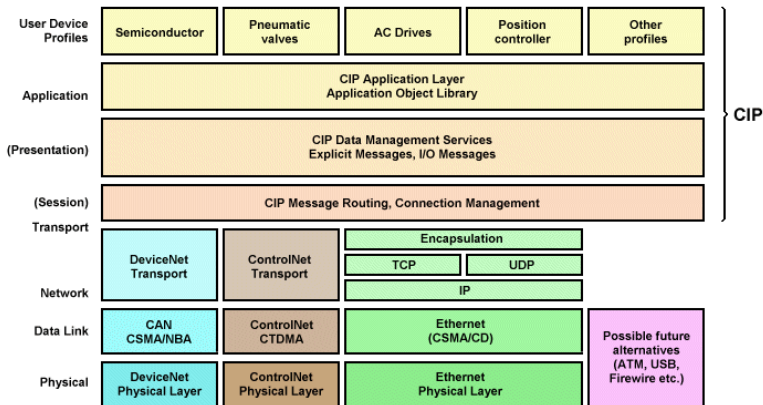 User Device
Profiles
Semiconductor
Pneumatic
valves
AC Drives
Position
controller
Other
profiles
Application
CIP Application Layer
Application Object Library
CIP
(Presentation)
CIP Data Management Services
Explicit Messages, I/O Messages
(Session)
CIP Message Routing, Connection Management
Transport
DeviceNet
Transport
ControlNet
Transport
Encapsulation
TCP
UDP
IP
Network
Data Link
CAN
CSMA/NBA
ControlNet
CTDMA
Ethernet
(CSMA/CD)
Possible future
alternatives
(ATM, USB,
Firewire etc.)
Physical
DeviceNet
Physical Layer
ControlNet
Physical Layer
Ethernet
Physical Layer